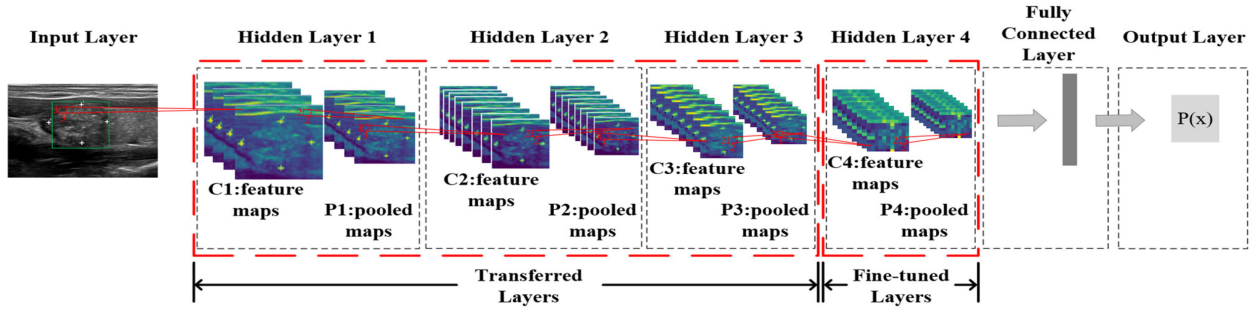 Input Layer
Hidden Layer 1
Hidden Layer 2
Hidden Layer 3
Hidden Layer 4
Fully
Connected
Layer
Output Layer
C1:feature
maps
P1:pooled
maps
C2:feature
maps
P2:pooled
maps
C3:feature
maps
P3:pooled
maps
C4:feature
maps
P4:pooled
maps
P(x)
Transferred
Layers
Fine-tuned
Layers